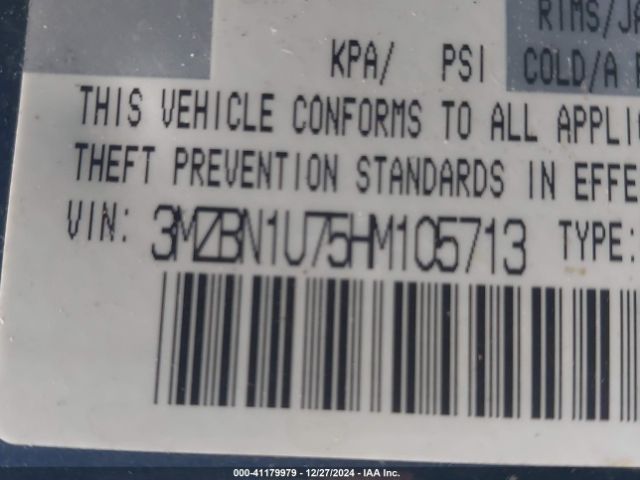 RIMS/JA
KPA/ PSI COLD/A
THIS VEHICLE CONFORMS TO ALL APPLIC
THEFT PREVENTION STANDARDS IN EFFE
VIN: 3MZBN1U75HM105713 TYPE:
000-41179979 - 12/27/2024 - IAA Inc.